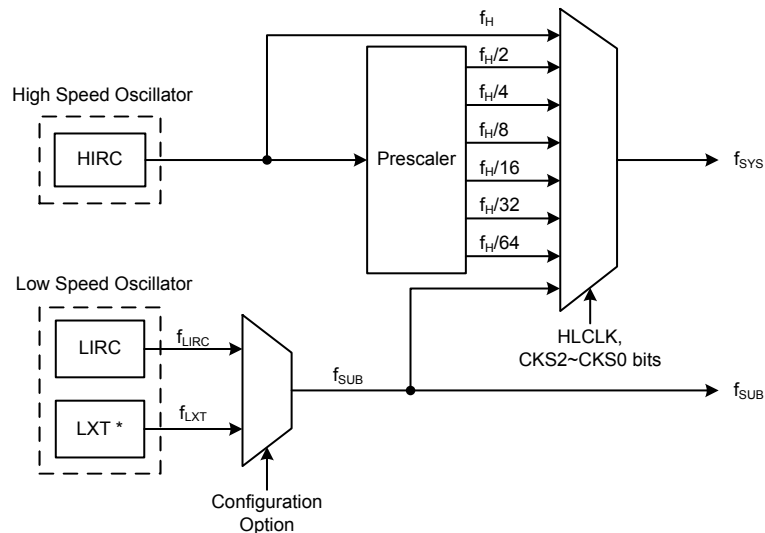 High Speed Oscillator
HIRC
Prescaler
fH
fH/2
fH/4
fH/8
fH/16
fH/32
fH/64
fSYS
HLCLK,
CKS2~CKS0 bits
Low Speed Oscillator
LIRC
fLIRC
LXT *
fLXT
fSUB
fSUB
Configuration
Option